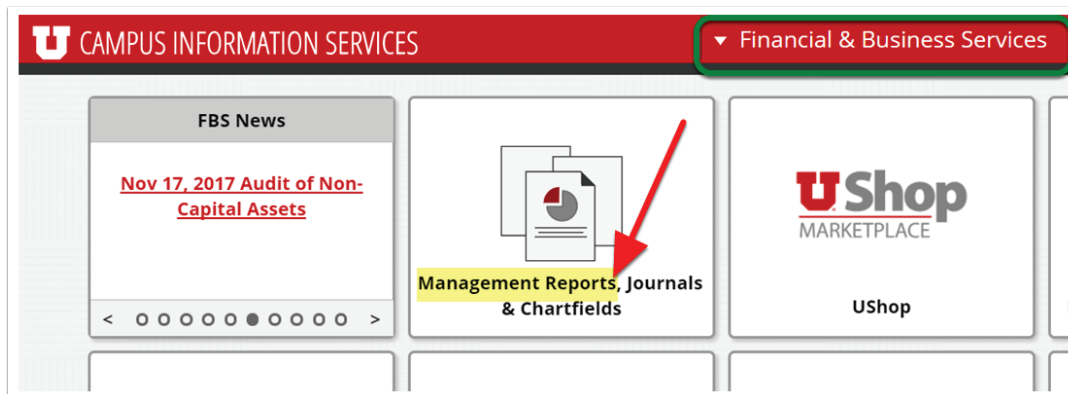 U CAMPUS INFORMATION SERVICES
Financial & Business Services
FBS News
Nov 17, 2017 Audit of Non-
Capital Assets
< >
Management Reports, Journals
& Chartfields
U Shop
MARKETPLACE
UShop